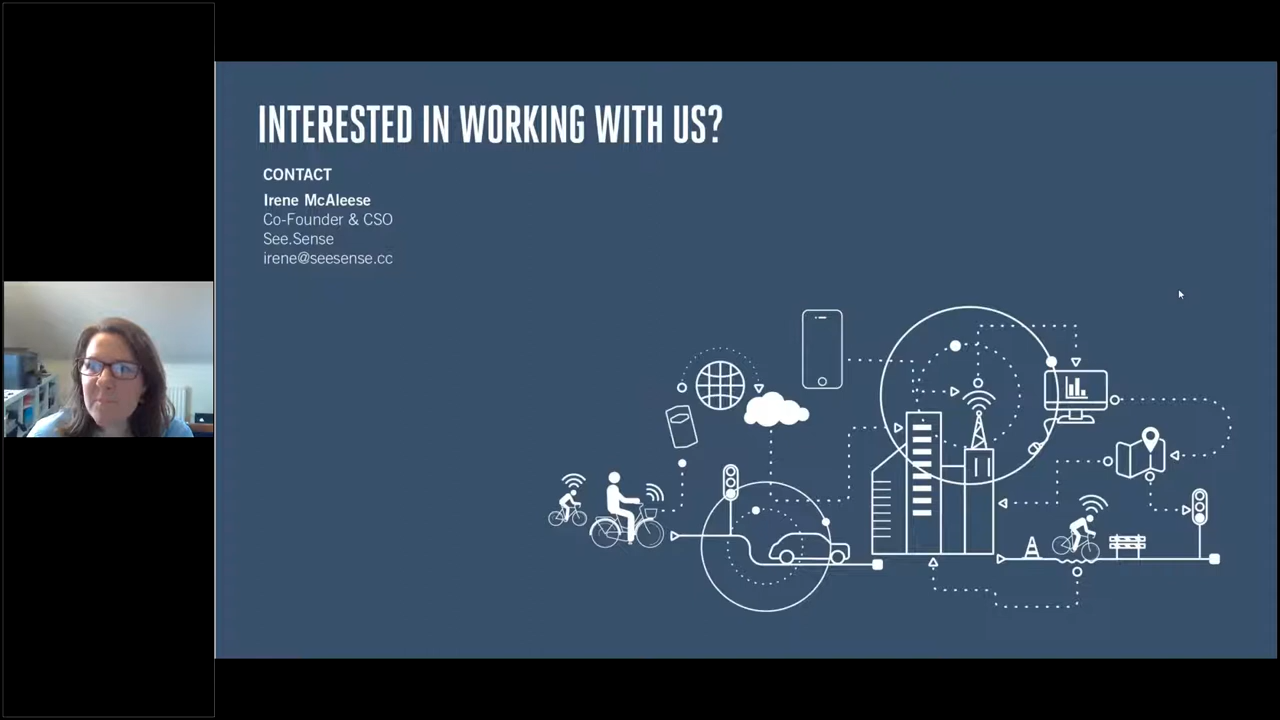 INTERESTED IN WORKING WITH US?
CONTACT
Irene McAleese
Co-Founder & CSO
See.Sense
irene@seesense.cc